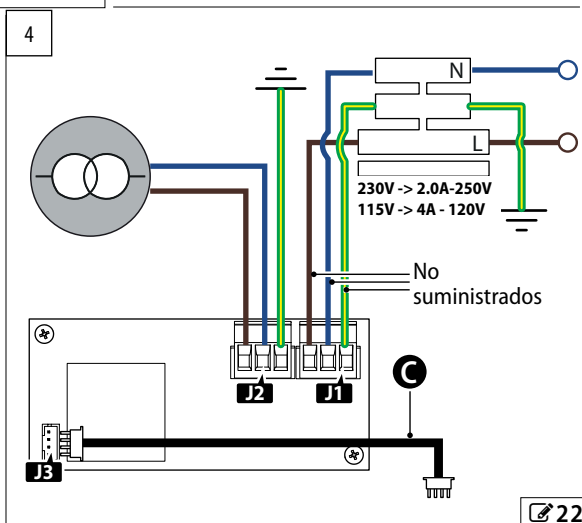 4
N
L
230V -> 2.0A-250V
115V -> 4A - 120V
No
suministrados
J2
J1
C
J3
22